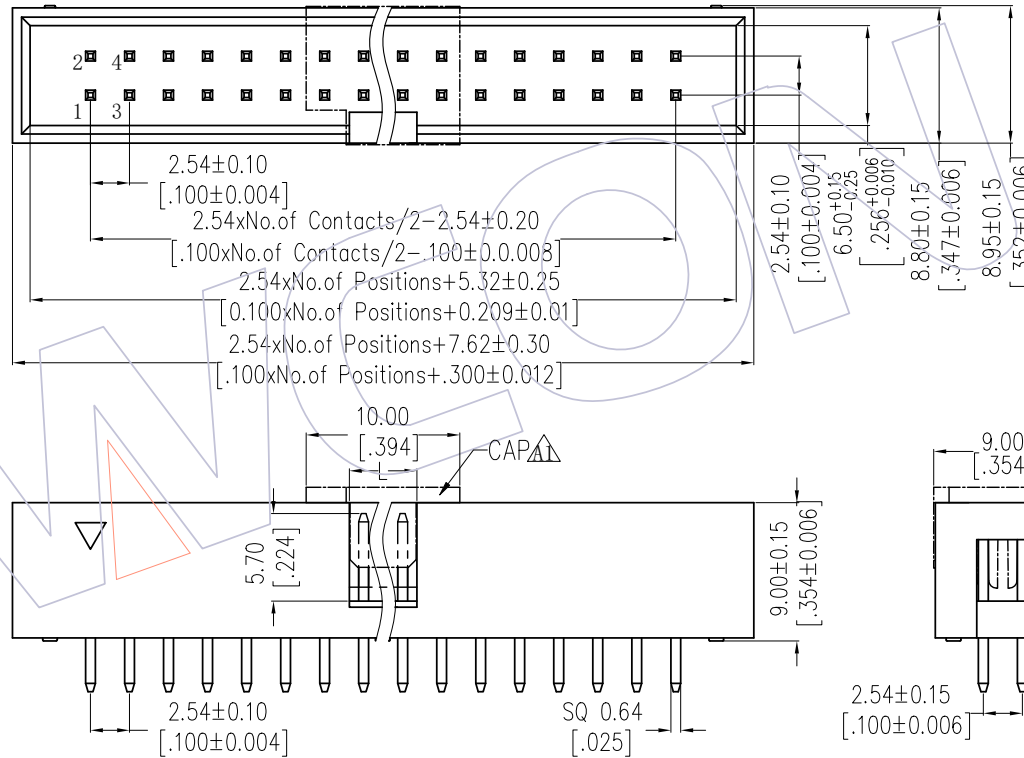 2 4
1 3
2.54±0.10
[.100±0.004]
2.54xNo.of Contacts/2-2.54±0.20
[.100xNo.of Contacts/2-.100±0.0.008]
2.54xNo.of Positions+5.32±0.25
[0.100xNo.of Positions+0.209±0.01]
2.54xNo.of Positions+7.62±0.30
[.100xNo.of Positions+.300±0.012]
2.54±0.10
[.100±0.004]
6.50+0.15-0.25
[.256+0.006-0.010]
8.80±0.15
[.347±0.006]
8.95±0.15
[.352±0.006
WCON
10.00
[.394]
L
CAP A1
5.70
[.224]
9.00±0.15
[.354±0.006]
9.00
[.354
2.54±0.10
[.100±0.004]
SQ 0.64
[.025]
2.54±0.15
[.100±0.006]